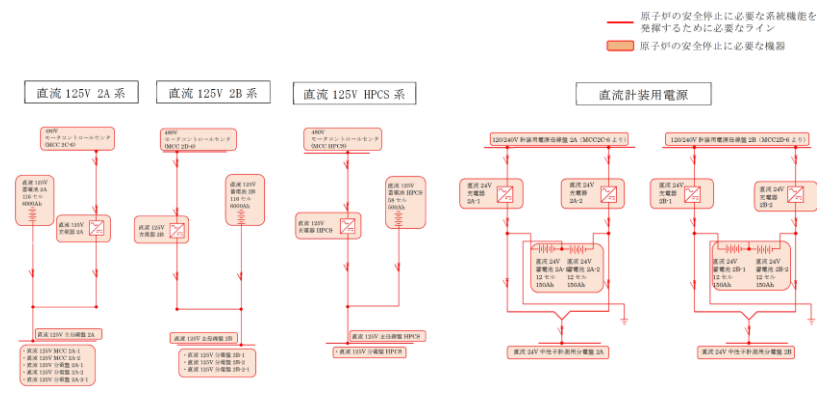 原子炉の安全停止に必要な系統機能を
発揮するために必要なライン
原子炉の安全停止に必要な機器
直流 125V 2A 系
直流 125V 2B 系
直流 125V HPCS 系
直流計装用電源
480V
モータコントロールセンタ
(MCC 2C-6)
480V
モータコントロールセンタ
(MCC 2D-6)
480V
モータコントロールセンタ
(MCC HPCS)
120/240V 計装用電源母線盤 2A (MCC2C-6 より)
120/240V 計装用電源母線盤 2B (MCC2D-6 より)
直流 125V
蓄電池 2A
116 セル
6000Ah
直流 125V
充電器 2A
直流 125V
蓄電池 2B
116 セル
6000Ah
直流 125V
充電器 2B
直流 125V
蓄電池 HPCS
58 セル
500Ah
直流 125V
充電器 HPCS
直流 24V
充電器
2A-1
直流 24V
充電器
2A-2
直流 24V
充電器
2B-1
直流 24V
充電器
2B-2
直流 24V
蓄電池 2A-1
12 セル
150Ah
直流 24V
蓄電池 2A-2
12 セル
150Ah
直流 24V
蓄電池 2B-1
12 セル
150Ah
直流 24V
蓄電池 2B-2
12 セル
150Ah
直流 125V 主母線盤 2A
・直流 125V MCC 2A-1
・直流 125V MCC 2A-2
・直流 125V 分電盤 2A-1
・直流 125V 分電盤 2A-2
・直流 125V 分電盤 2A-2-1
直流 125V 主母線盤 2B
・直流 125V 分電盤 2B-1
・直流 125V 分電盤 2B-2
・直流 125V 分電盤 2B-2-1
直流 125V 主母線盤 HPCS
・直流 125V 分電盤 HPCS
直流 24V 中性子計測用分電盤 2A
直流 24V 中性子計測用分電盤 2B